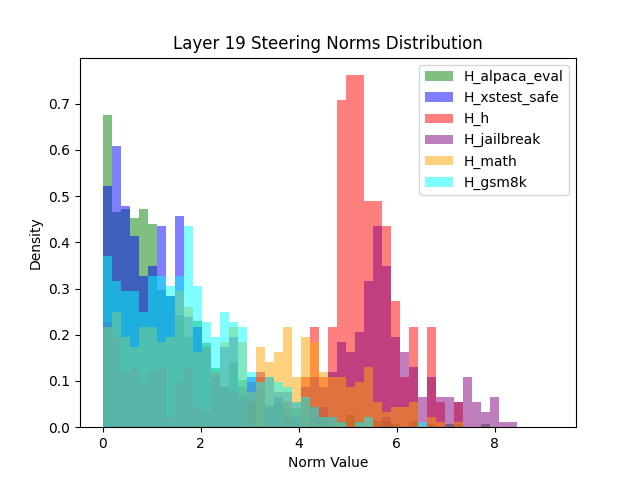 Layer 19 Steering Norms Distribution
H_alpaca_eval
H_xstest_safe
H_h
H_jailbreak
H_math
H_gsm8k
Density
0.7
0.6
0.5
0.4
0.3
0.2
0.1
0.0
0 2 4 6 8
Norm Value